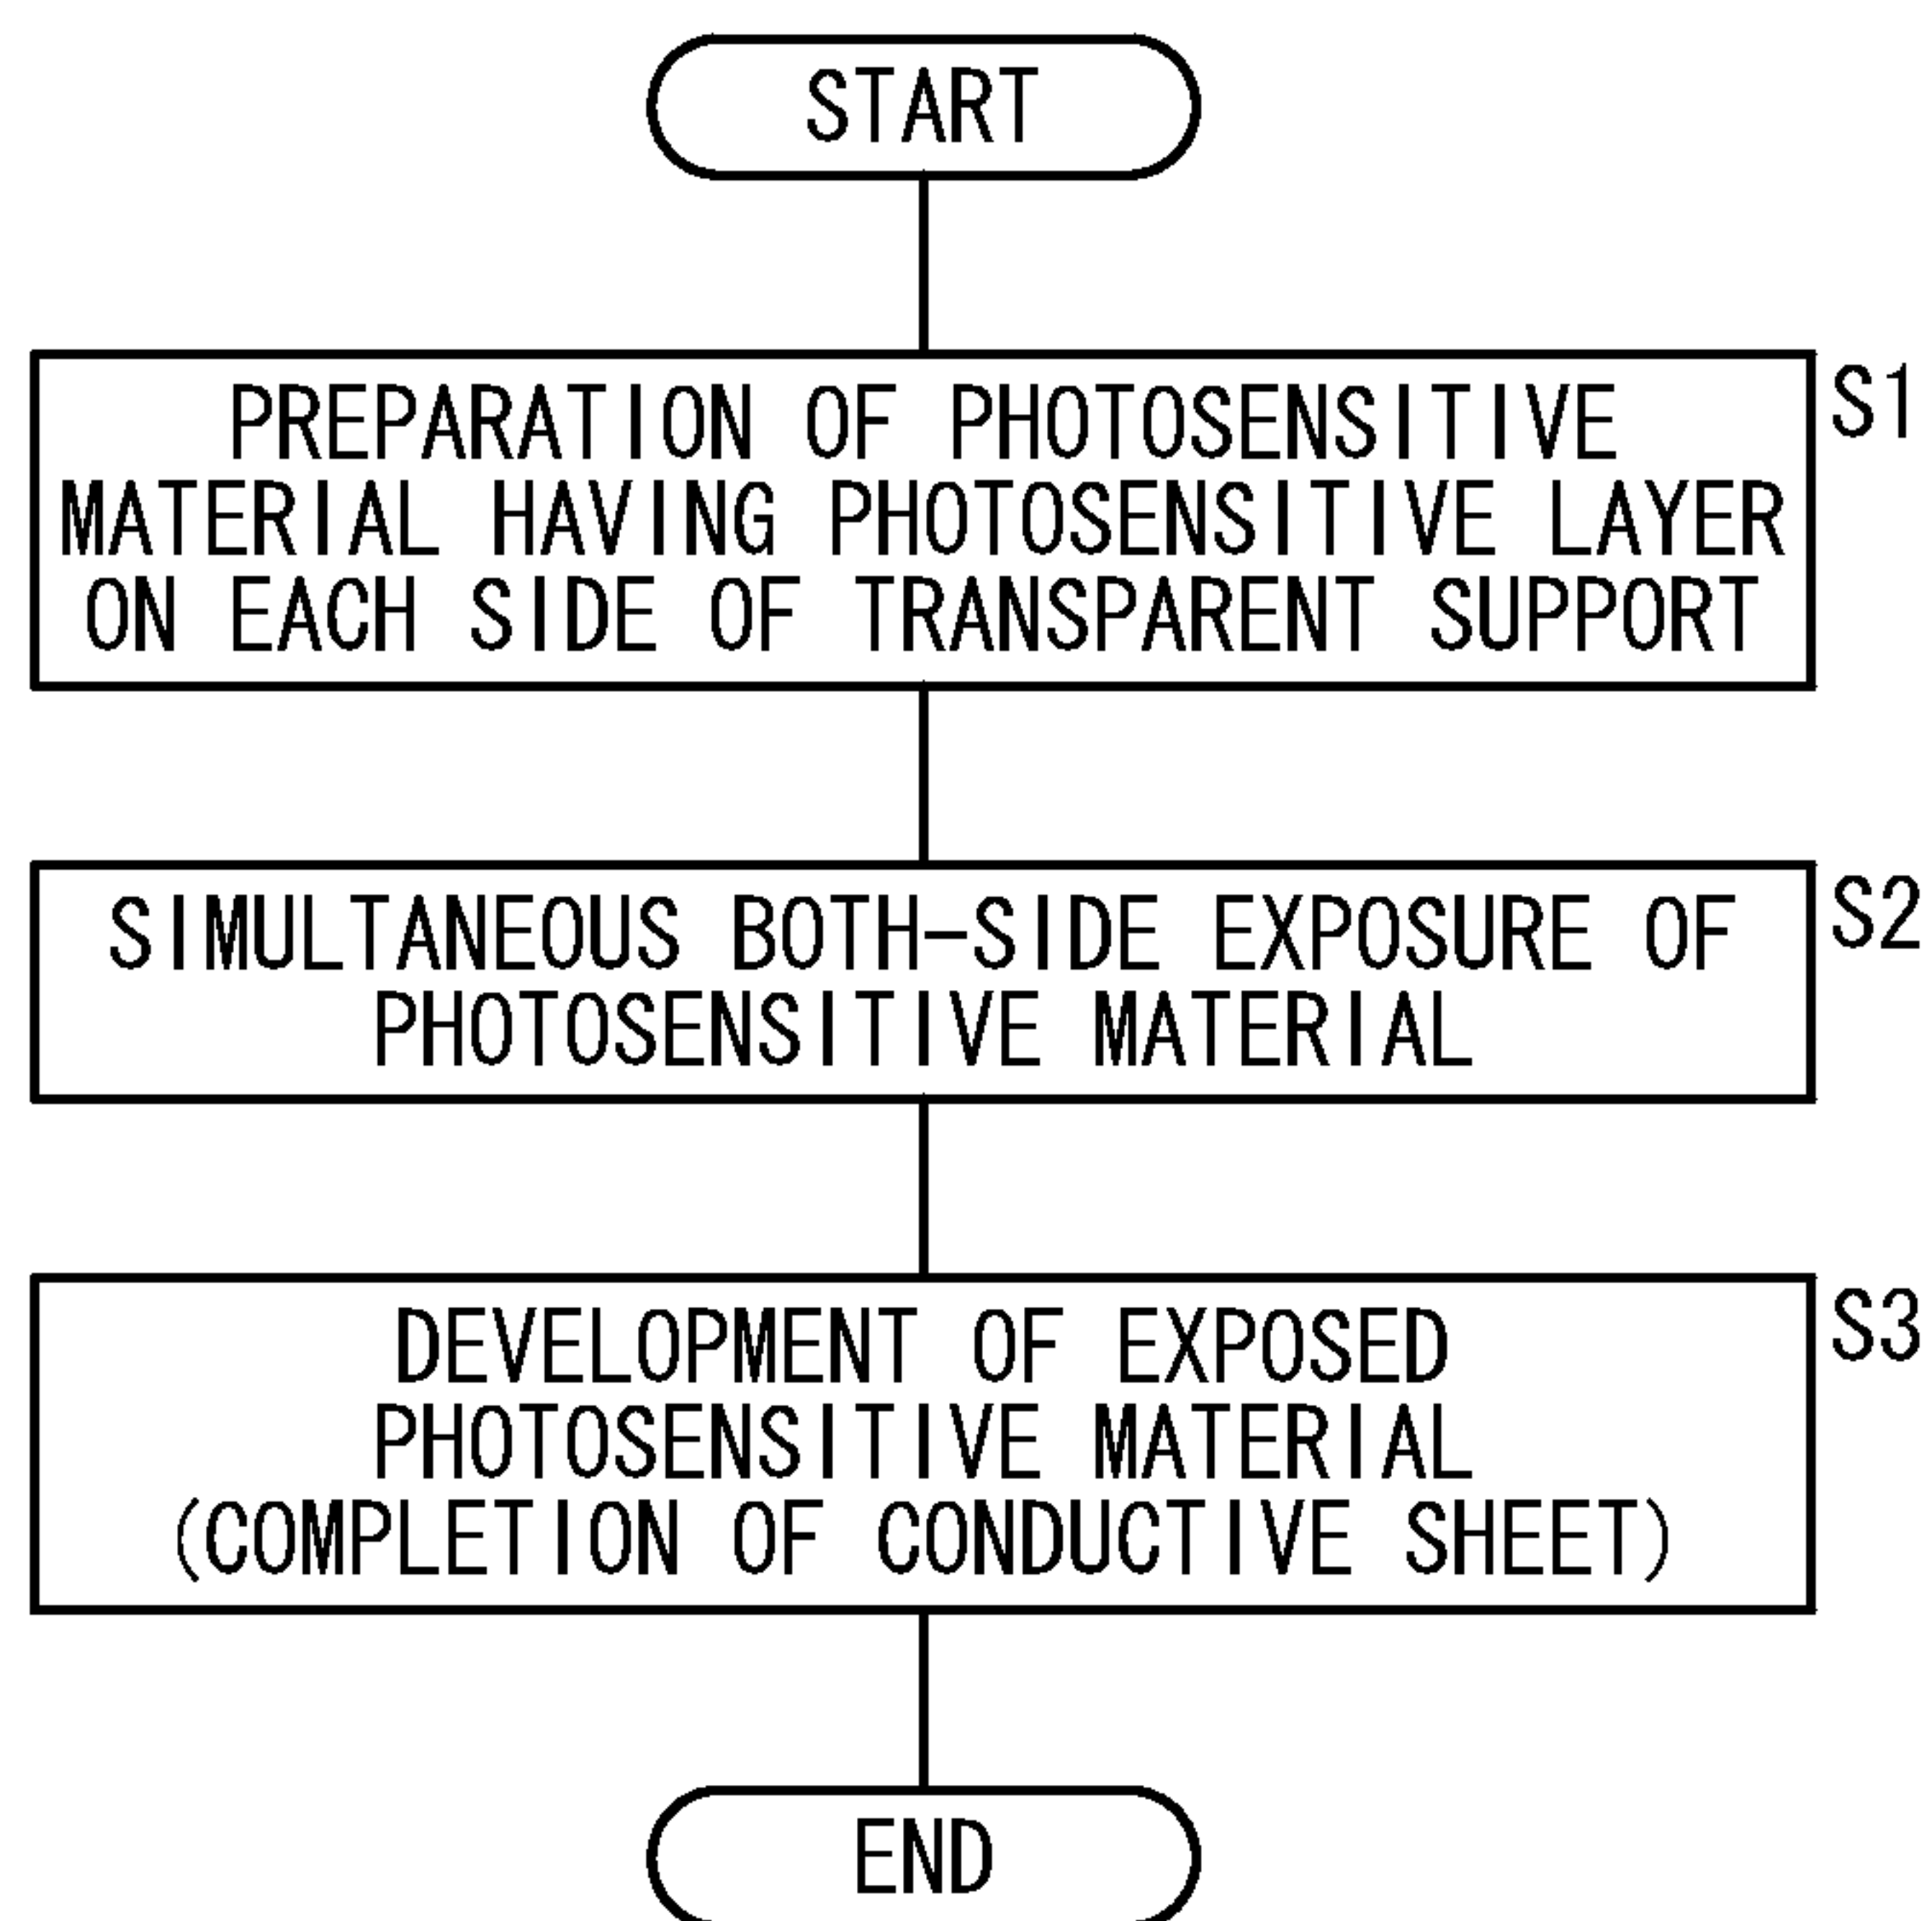 START
S1
PREPARATION OF PHOTOSENSITIVE
MATERIAL HAVING PHOTOSENSITIVE LAYER
ON EACH SIDE OF TRANSPARENT SUPPORT
S2
SIMULTANEOUS BOTH-SIDE EXPOSURE OF
PHOTOSENSITIVE MATERIAL
S3
DEVELOPMENT OF EXPOSED
PHOTOSENSITIVE MATERIAL
(COMPLETION OF CONDUCTIVE SHEET)
END